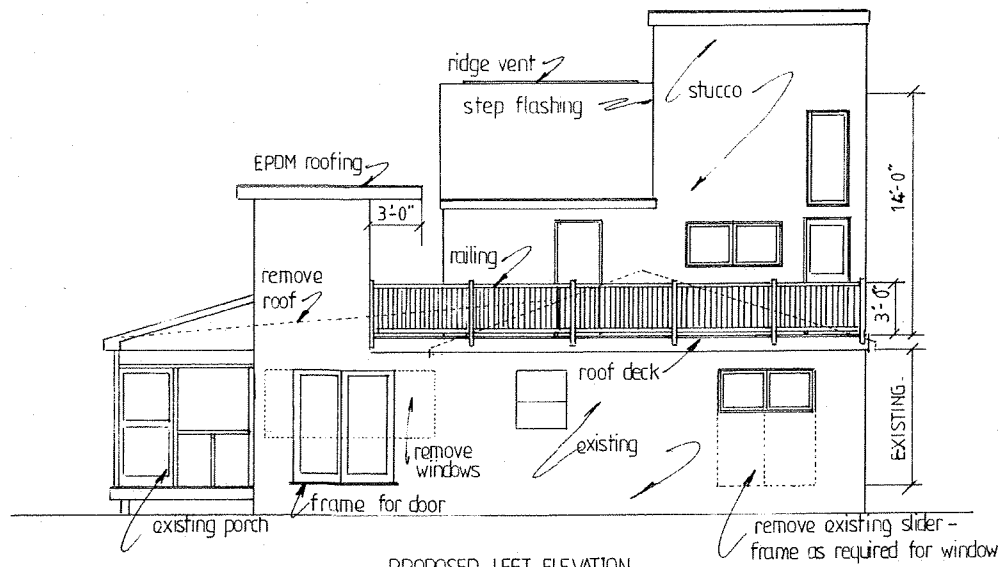 ridge vent
step flashing
stucco
EPDM roofing
3'-0"
14'-0"
railing
remove
roof
3'-0"
roof deck
EXISTING
existing
remove
windows
frame for door
existing porch
remove existing slider -
frame as required for window
PROPOSED LEFT ELEVATION